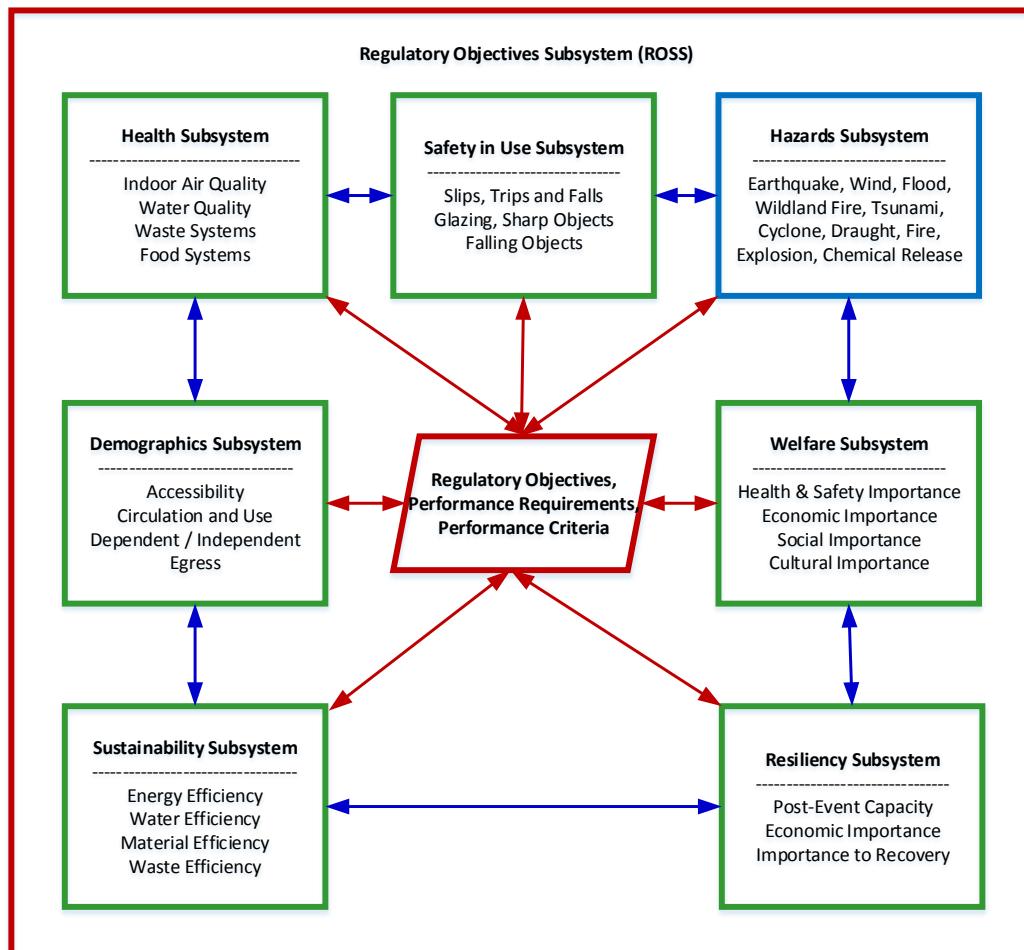 Regulatory Objectives Subsystem (ROSS)
Health Subsystem
-----------------------------------
Indoor Air Quality
Water Quality
Waste Systems
Food Systems
Safety in Use Subsystem
--------------------------------
Slips, Trips and Falls
Glazing, Sharp Objects
Falling Objects
Hazards Subsystem
--------------------------------
Earthquake, Wind, Flood,
Wildland Fire, Tsunami,
Cyclone, Draught, Fire,
Explosion, Chemical Release
Demographics Subsystem
--------------------------------
Accessibility
Circulation and Use
Dependent / Independent
Egress
Regulatory Objectives,
Performance Requirements,
Performance Criteria
Welfare Subsystem
--------------------------------
Health & Safety Importance
Economic Importance
Social Importance
Cultural Importance
Sustainability Subsystem
----------------------------------
Energy Efficiency
Water Efficiency
Material Efficiency
Waste Efficiency
Resiliency Subsystem
--------------------------------
Post-Event Capacity
Economic Importance
Importance to Recovery